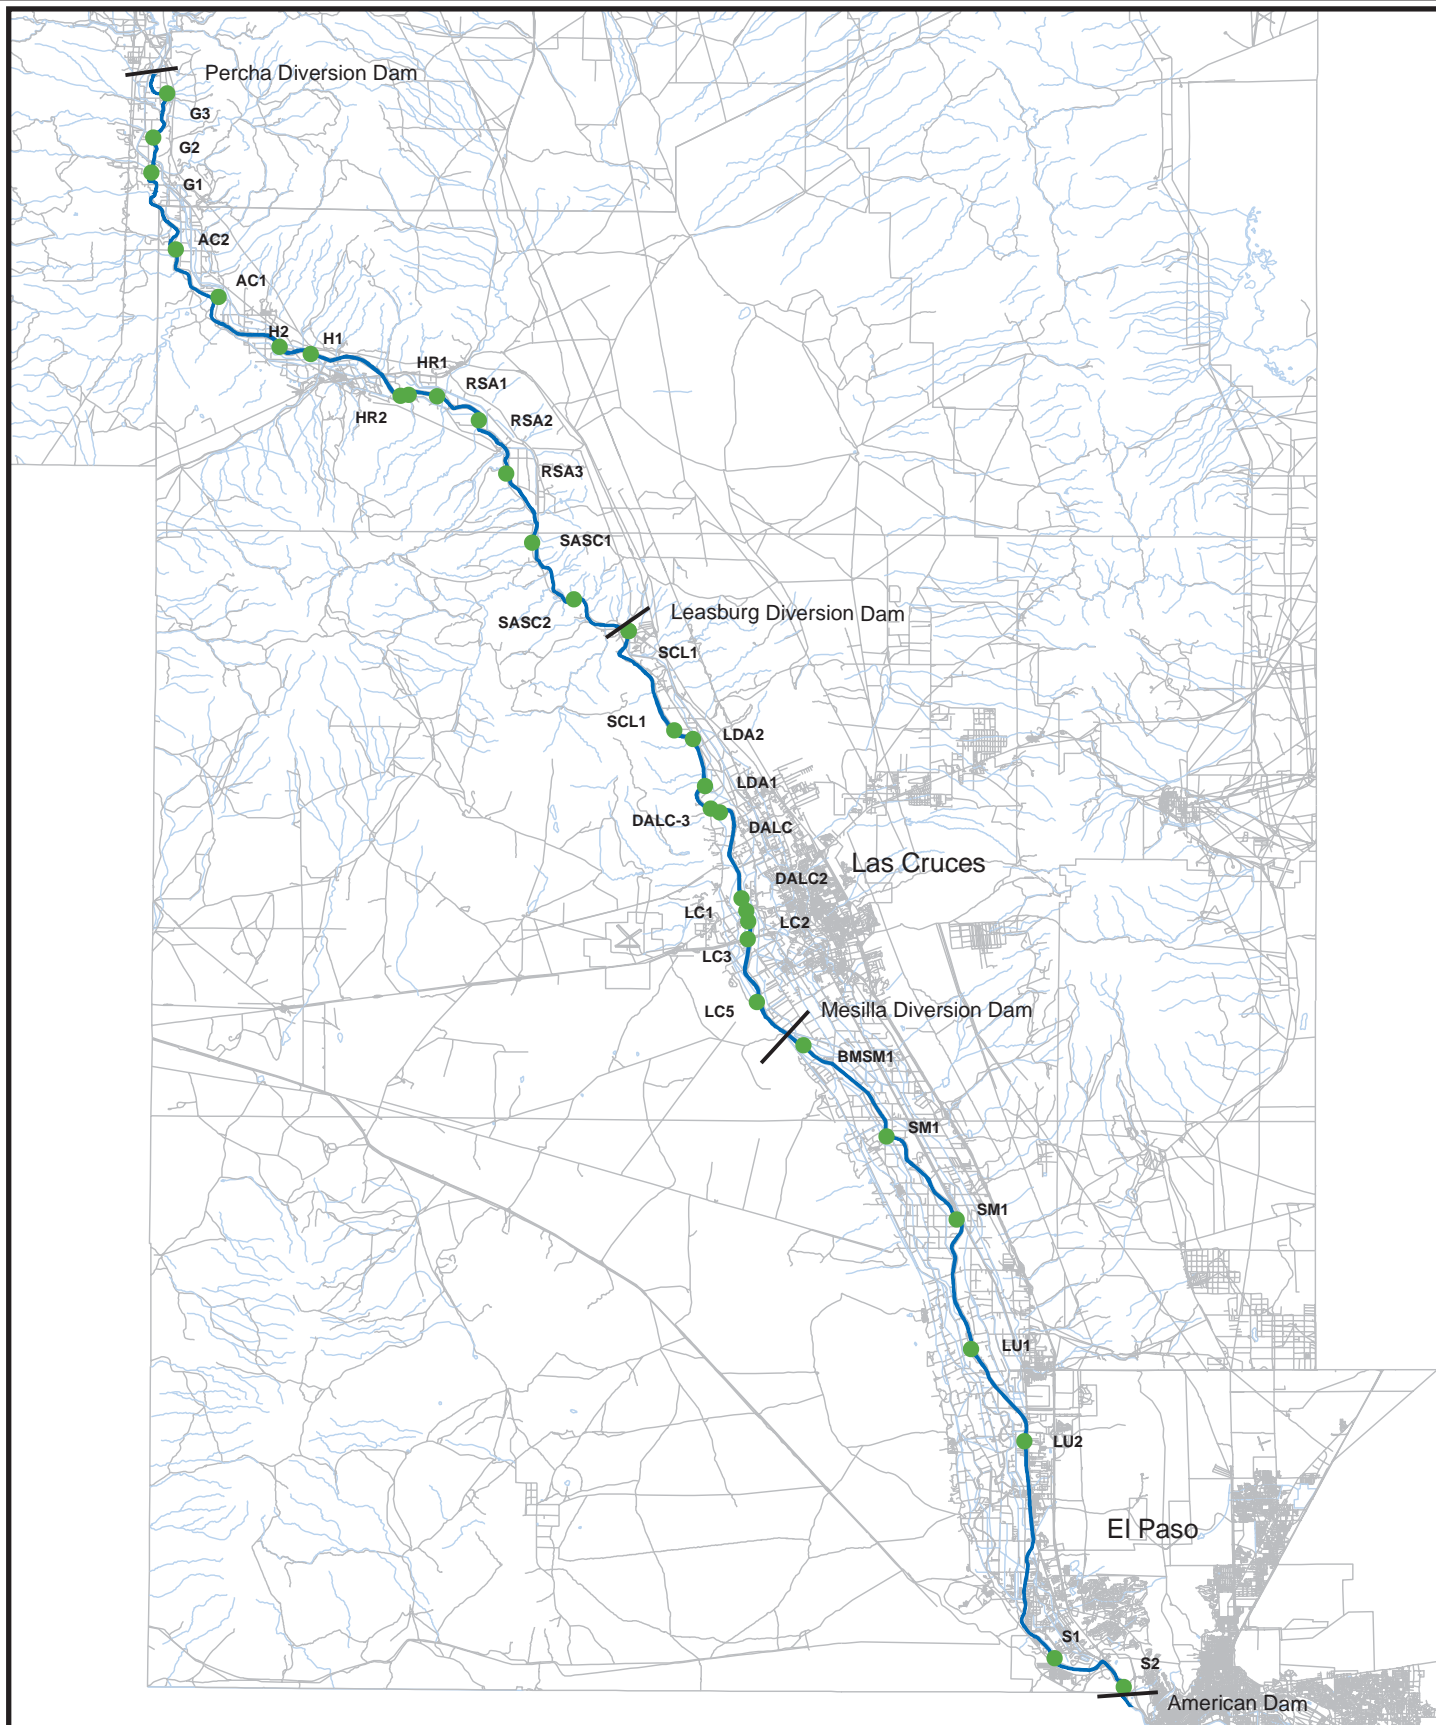 Percha Diversion Dam
G3
G2
G1
AC2
AC1
H2
H1
HR1
RSA1
HR2
RSA2
RSA3
SASC1
SASC2
Leasburg Diversion Dam
SCL1
SCL1
LDA2
LDA1
DALC-3
DALC
Las Cruces
DALC2
LC1
LC2
LC3
LC5
Mesilla Diversion Dam
BMSM1
SM1
SM1
LU1
LU2
El Paso
S1
S2
American Dam